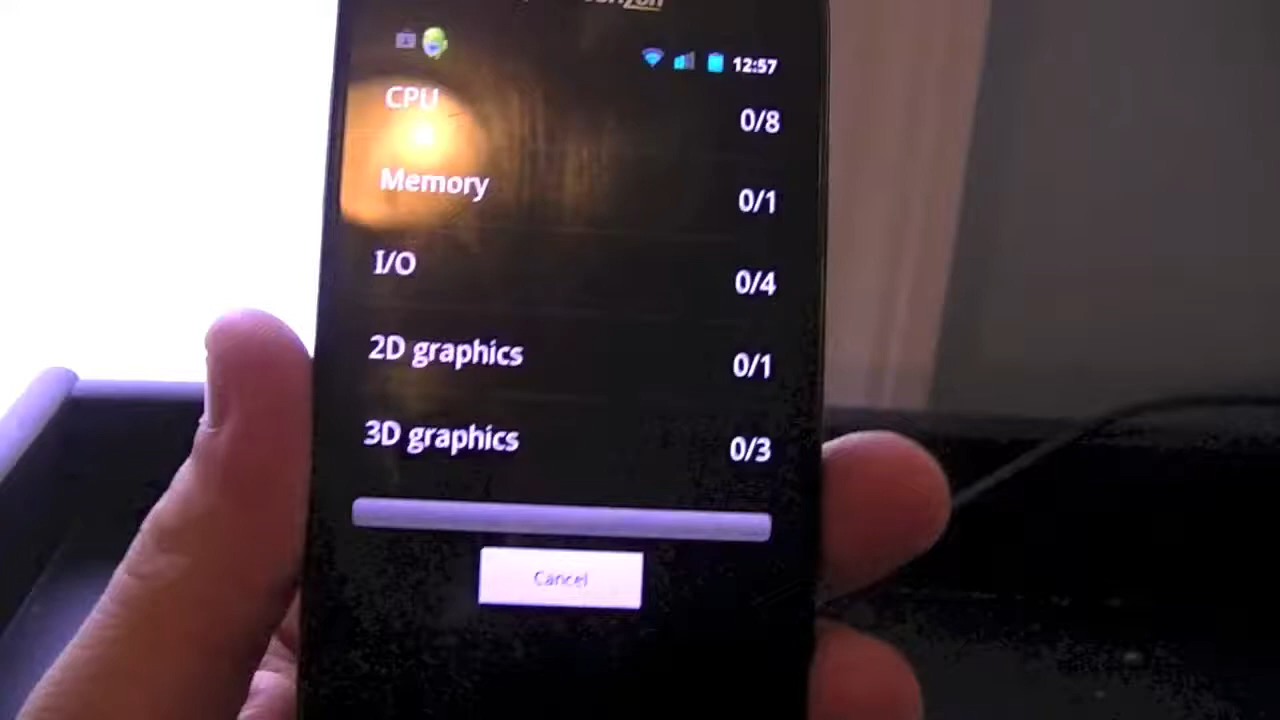 verizon
12:57
CPU 0/8
Memory 0/1
I/O 0/4
2D graphics 0/1
3D graphics 0/3
Cancel